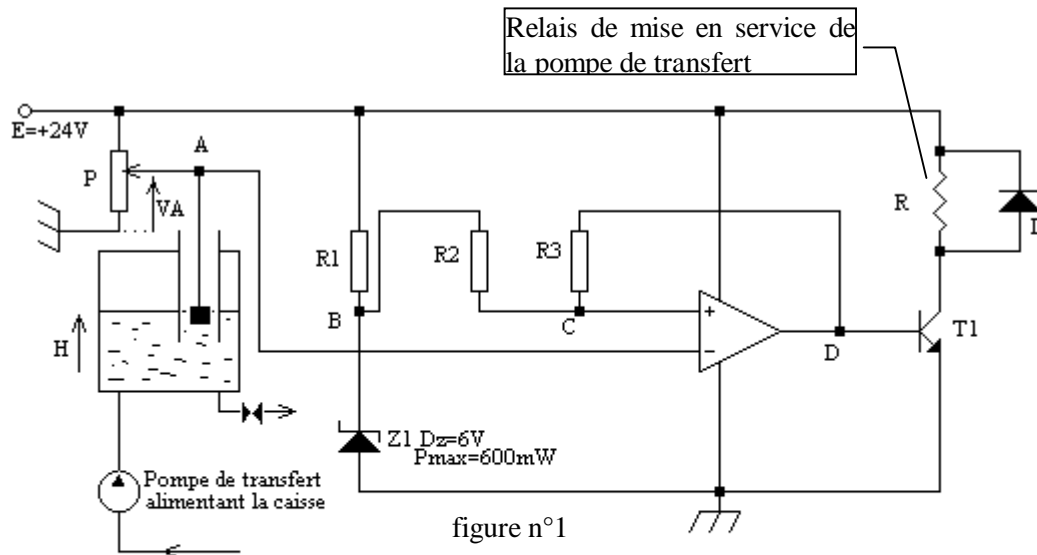 Relais de mise en service de
la pompe de transfert
E=+24V
A
P
VA
R1
R2
R3
R
B
C
D
T1
H
+
-
Z1 Dz=6V
Pmax=600mW
Pompe de transfert
alimentant la caisse
figure n°1